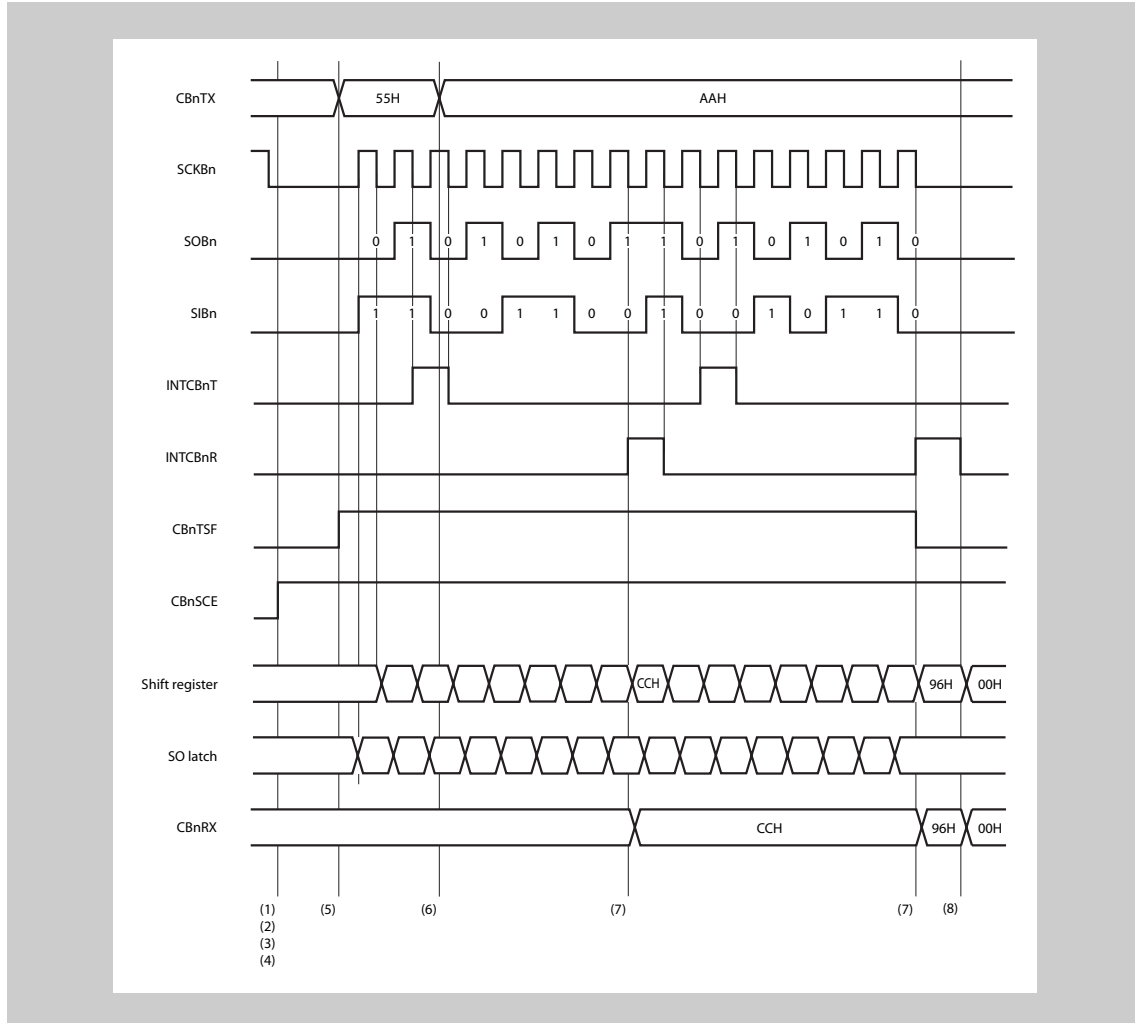 CBnTX 55H AAH
SCKBn
SOBn 0 1 0 1 0 1 0 1 1 0 1 0 1 0 1 0
SIBn 1 1 0 0 1 1 0 0 1 0 0 1 0 1 1 0
INTCBnT
INTCBnR
CBnTSF
CBnSCE
Shift register CCH 96H 00H
SO latch
CBnRX CCH 96H 00H
(1) (5) (6) (7) (7) (8)
(2)
(3)
(4)